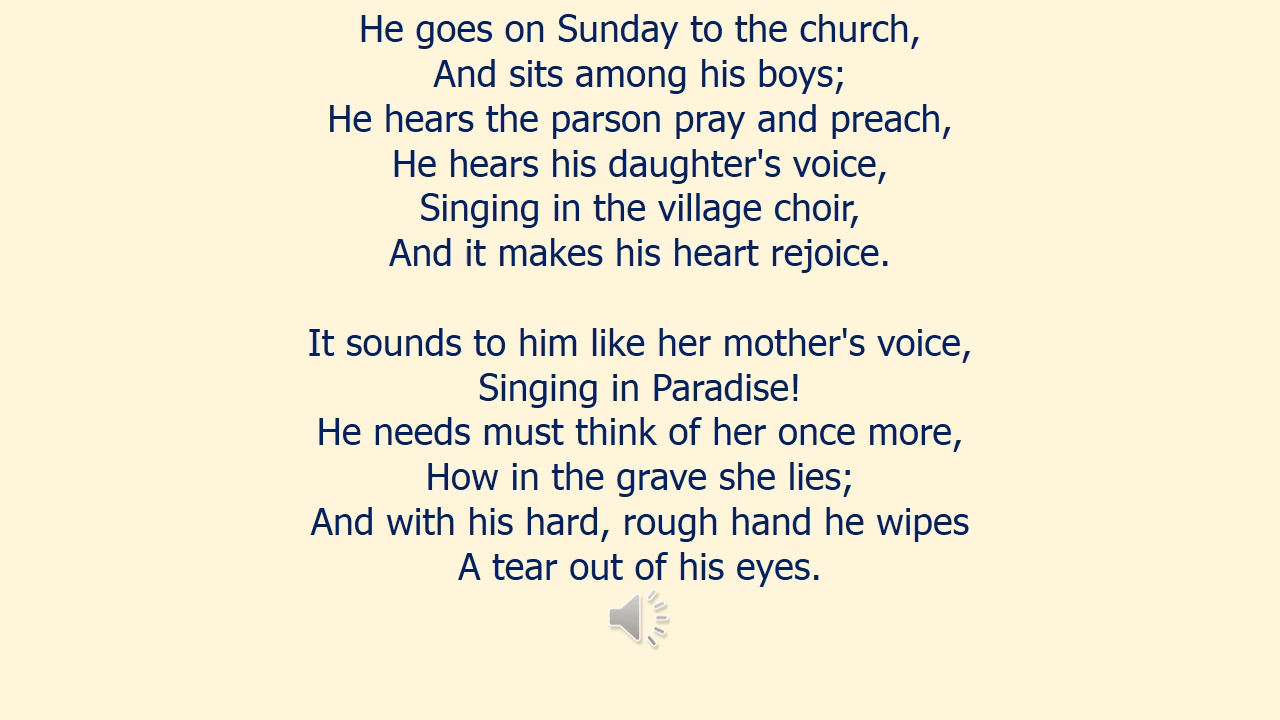 He goes on Sunday to the church,
And sits among his boys;
He hears the parson pray and preach,
He hears his daughter's voice,
Singing in the village choir,
And it makes his heart rejoice.
It sounds to him like her mother's voice,
Singing in Paradise!
He needs must think of her once more,
How in the grave she lies;
And with his hard, rough hand he wipes
A tear out of his eyes.